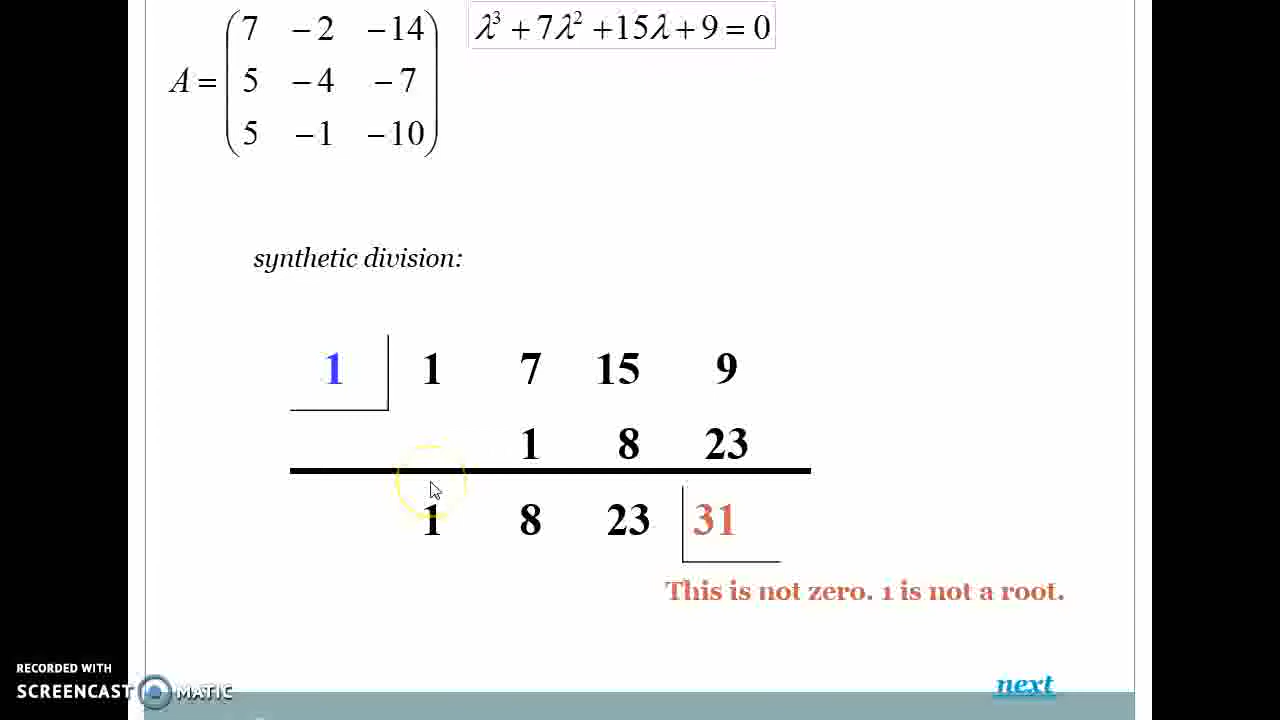 A = ( 7 −2 −14 ) λ³ + 7λ² + 15λ + 9 = 0
5 −4 −7
5 −1 −10
synthetic division:
1 1 7 15 9
1 8 23
1 8 23 31
This is not zero. 1 is not a root.
next
RECORDED WITH
SCREENCAST MATIC